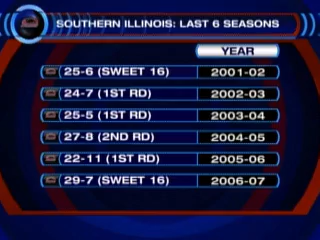 SOUTHERN ILLINOIS: LAST 6 SEASONS
YEAR
25-6 (SWEET 16) 2001-02
24-7 (1ST RD) 2002-03
25-5 (1ST RD) 2003-04
27-8 (2ND RD) 2004-05
22-11 (1ST RD) 2005-06
29-7 (SWEET 16) 2006-07